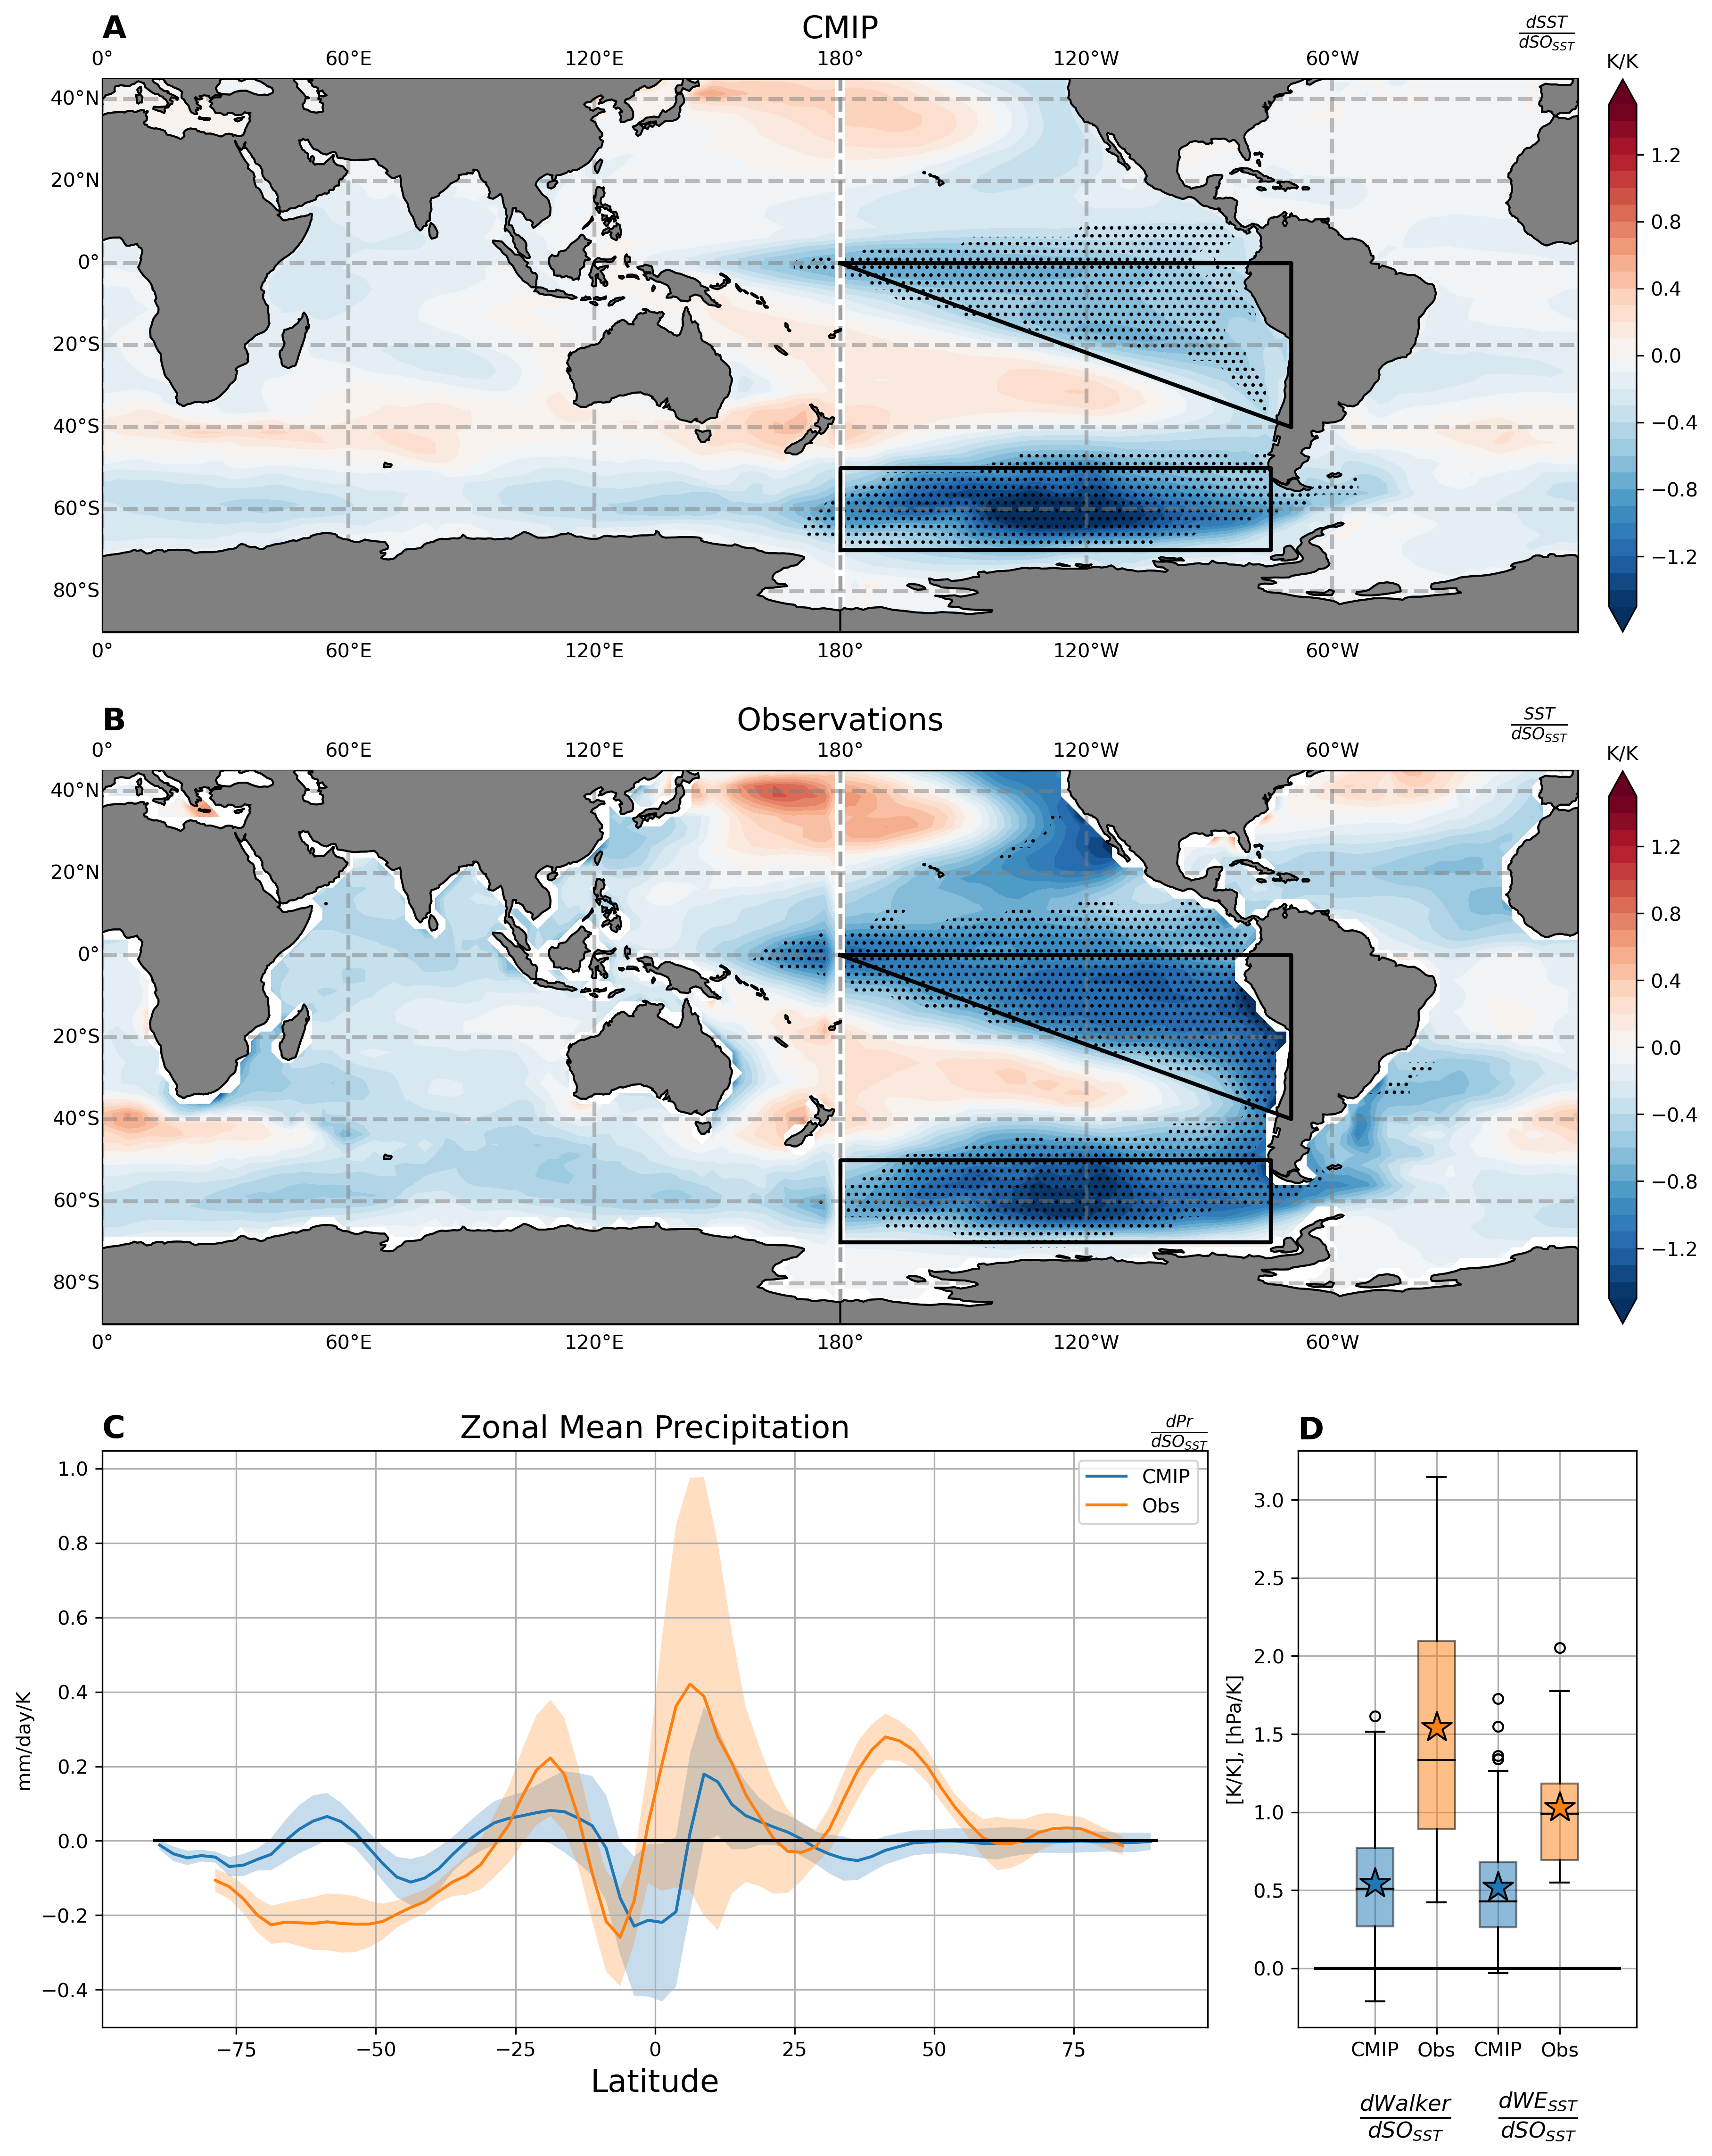 A CMIP dSST/dSO_SST
0° 60°E 120°E 180° 120°W 60°W K/K
40°N
20°N
0°
20°S
40°S
60°S
80°S
1.2
0.8
0.4
0.0
−0.4
−0.8
−1.2
0° 60°E 120°E 180° 120°W 60°W
B Observations SST/dSO_SST
0° 60°E 120°E 180° 120°W 60°W K/K
40°N
20°N
0°
20°S
40°S
60°S
80°S
1.2
0.8
0.4
0.0
−0.4
−0.8
−1.2
0° 60°E 120°E 180° 120°W 60°W
C Zonal Mean Precipitation dPr/dSO_SST
CMIP
Obs
1.0
0.8
0.6
0.4
0.2
0.0
−0.2
−0.4
mm/day/K
−75 −50 −25 0 25 50 75
Latitude
D
3.0
2.5
2.0
1.5
1.0
0.5
0.0
[K/K], [hPa/K]
CMIP Obs CMIP Obs
dWalker/dSO_SST dWE_SST/dSO_SST